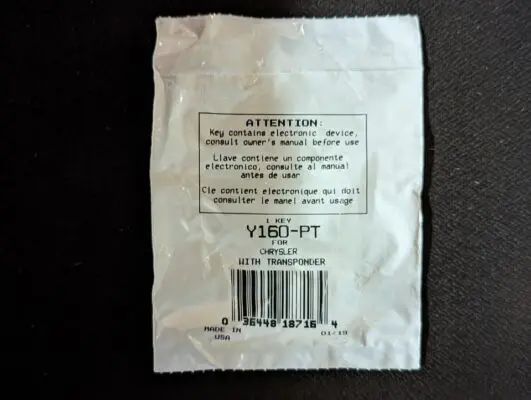 ATTENTION:
Key contains electronic device,
consult owner's manual before use
Llave contiene un componente
electronico, consulte al manual
antes de usar
Cle contient electronique qui doit
consulter le manel avant usage
1 KEY
Y160-PT
FOR
CHRYSLER
WITH TRANSPONDER
0 36448 18716 4
MADE IN
USA
01/19